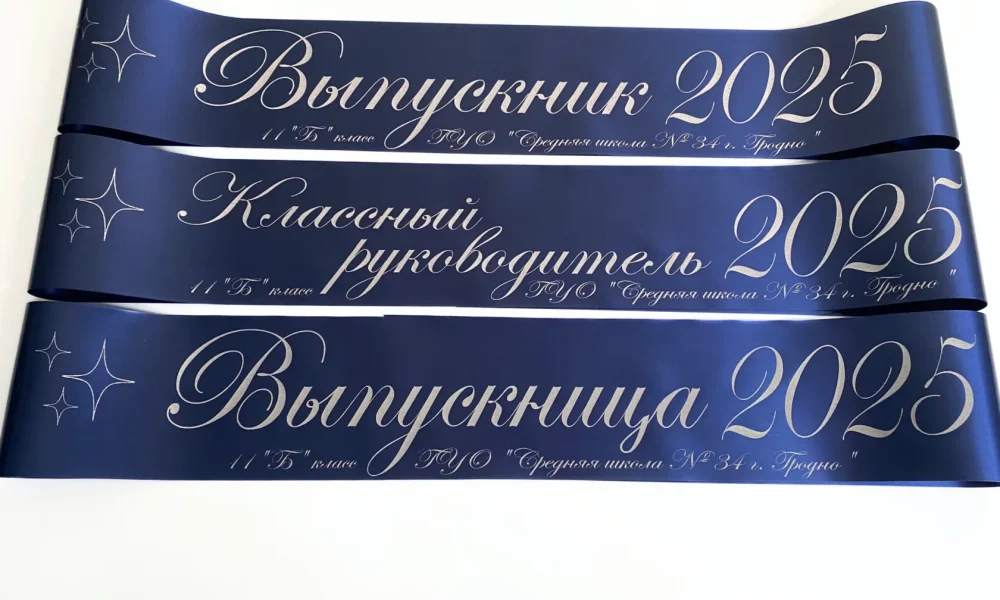 Выпускник 2025
11 "Б" класс ГУО "Средняя школа № 34 г. Гродно"
Классный
руководитель 2025
11 "Б" класс ГУО "Средняя школа № 34 г. Гродно"
Выпускница 2025
11 "Б" класс ГУО "Средняя школа № 34 г. Гродно"